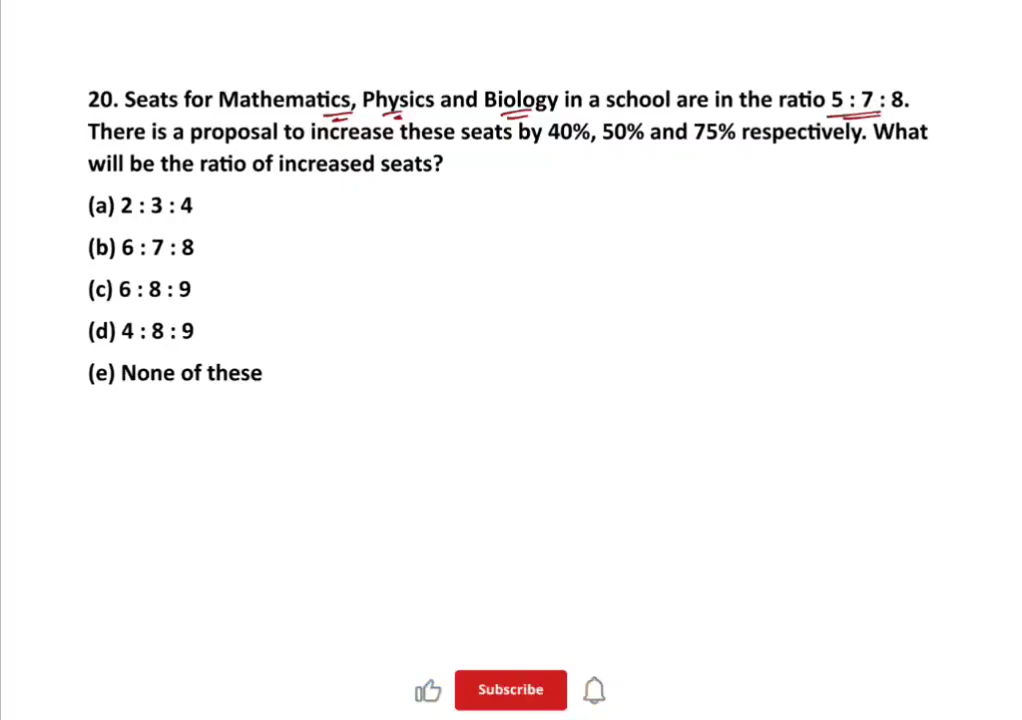 20. Seats for Mathematics, Physics and Biology in a school are in the ratio 5 : 7 : 8.
There is a proposal to increase these seats by 40%, 50% and 75% respectively. What
will be the ratio of increased seats?
(a) 2 : 3 : 4
(b) 6 : 7 : 8
(c) 6 : 8 : 9
(d) 4 : 8 : 9
(e) None of these
Subscribe